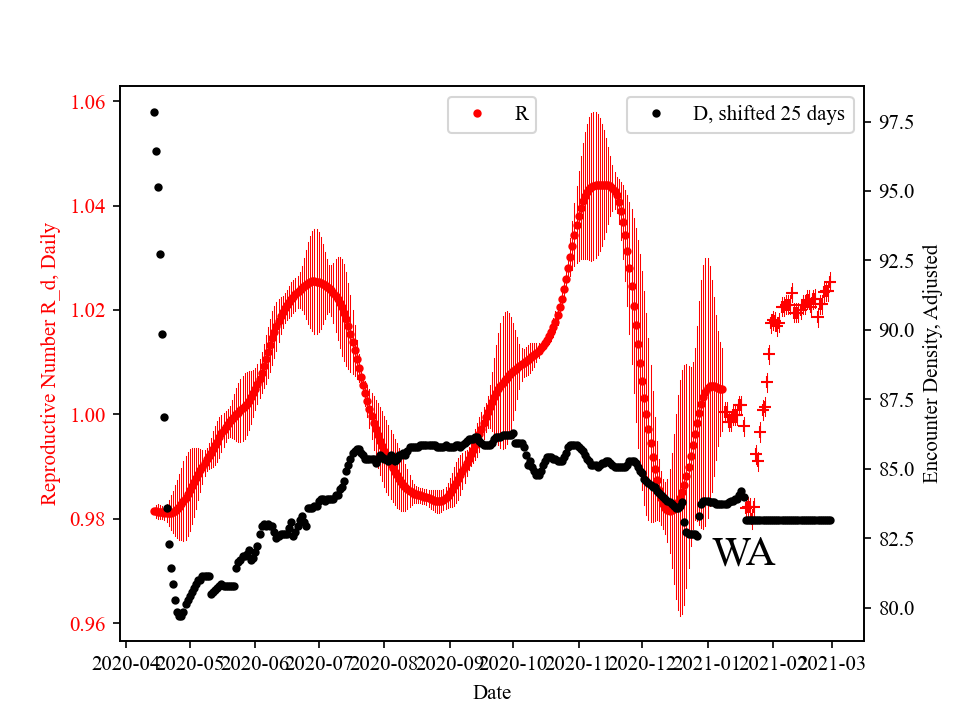 R
D, shifted 25 days
1.06
1.04
1.02
1.00
0.98
0.96
Reproductive Number R_d, Daily
97.5
95.0
92.5
90.0
87.5
85.0
82.5
80.0
Encounter Density, Adjusted
WA
2020-04 2020-05 2020-06 2020-07 2020-08 2020-09 2020-10 2020-11 2020-12 2021-01 2021-02 2021-03
Date